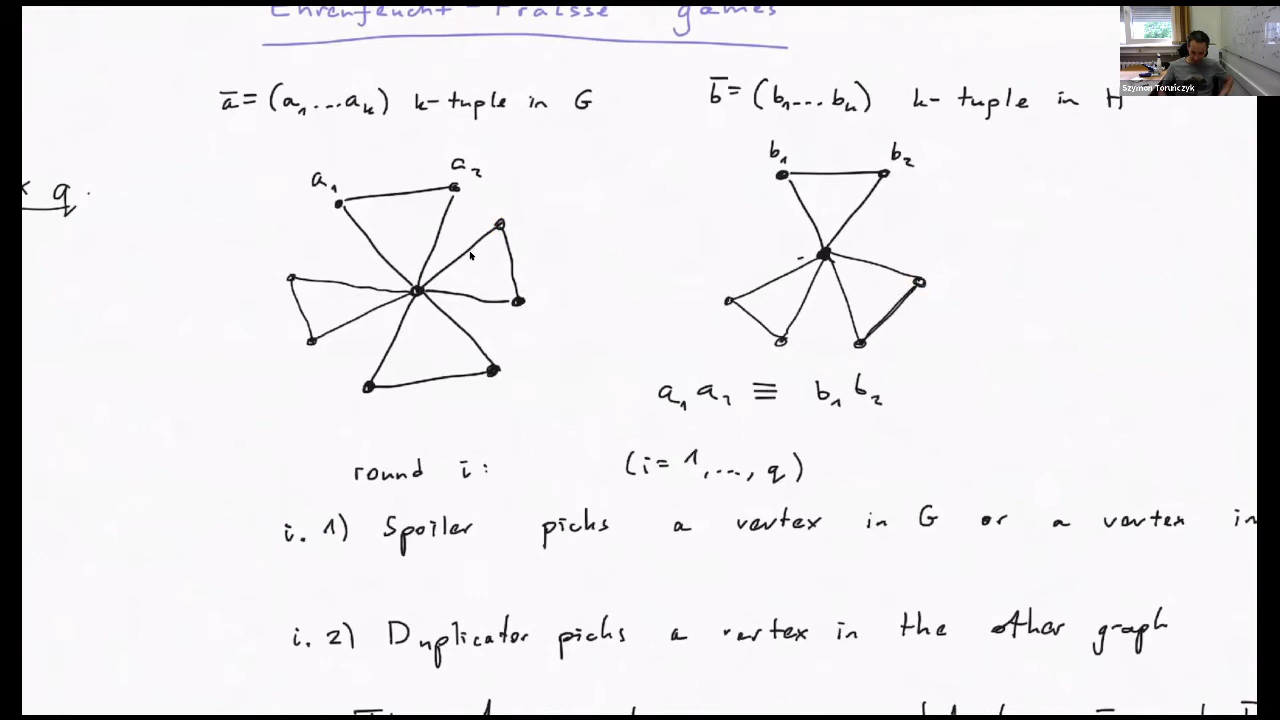 Ehrenfeucht-Fraïsse games
a̅ = (a₁...aₖ) k-tuple in G
b̅ = (b₁...bₖ) k-tuple in H
Szymon Toruńczyk
q.
a₁ a₂
b₁ b₂
a₁ a₂ ≡ b₁ b₂
round i: (i = 1,..., q)
i. 1) Spoiler picks a vertex in G or a vertex in
i. 2) Duplicator picks a vertex in the other graph